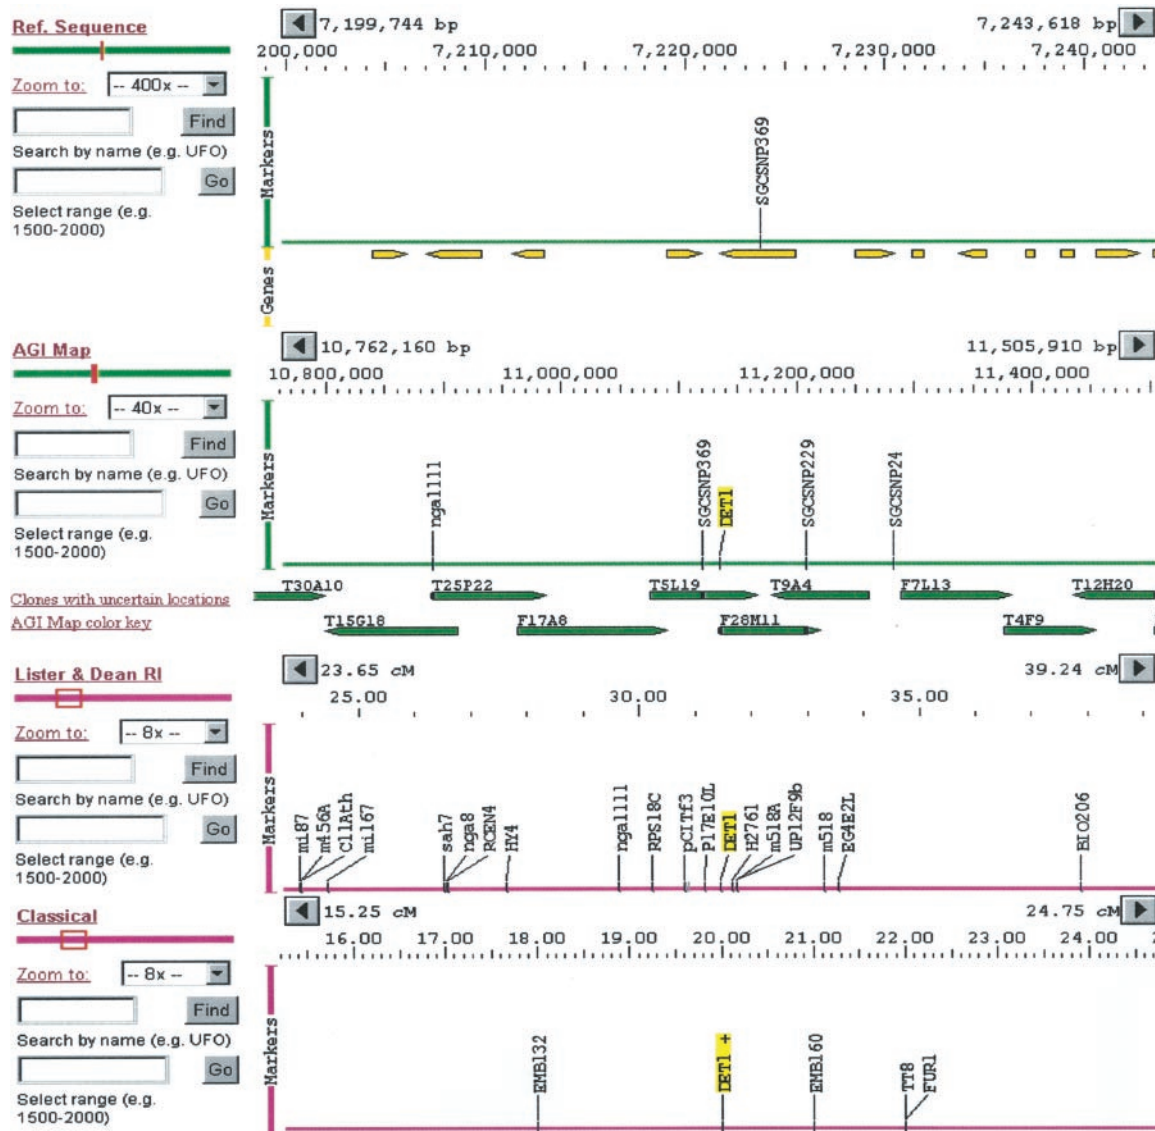 Ref. Sequence
7,199,744 bp
7,243,618 bp
200,000
7,210,000
7,220,000
7,230,000
7,240,000
Zoom to:
-- 400x --
Find
Search by name (e.g. UFO)
Go
Select range (e.g.
1500-2000)
Markers
SGCSNP369
Genes
AGI Map
10,762,160 bp
11,505,910 bp
10,800,000
11,000,000
11,200,000
11,400,000
Zoom to:
-- 40x --
Find
Search by name (e.g. UFO)
Go
Select range (e.g.
1500-2000)
Markers
nga1111
SGCSNP369
DET1
SGCSNP229
SGCSNP24
T30A10
T25P22
T5L19
T9A4
F7L13
T12H20
Clones with uncertain locations
AGI Map color key
T15G18
F17A8
F28M11
T4F9
Lister & Dean RI
23.65 cM
39.24 cM
25.00
30.00
35.00
Zoom to:
-- 8x --
Find
Search by name (e.g. UFO)
Go
Select range (e.g.
1500-2000)
Markers
mi87
m456A
C11Ath
mi167
sah7
nga8
RCEN4
HY4
nga1111
RPS18C
pCITf3
P17E10L
DET1
H2761
m518A
UP12F9b
m518
EG4E2L
BIO206
Classical
15.25 cM
24.75 cM
16.00
17.00
18.00
19.00
20.00
21.00
22.00
23.00
24.00
Zoom to:
-- 8x --
Find
Search by name (e.g. UFO)
Go
Select range (e.g.
1500-2000)
Markers
EMB132
DET1 +
EMB160
TT8
FUR1